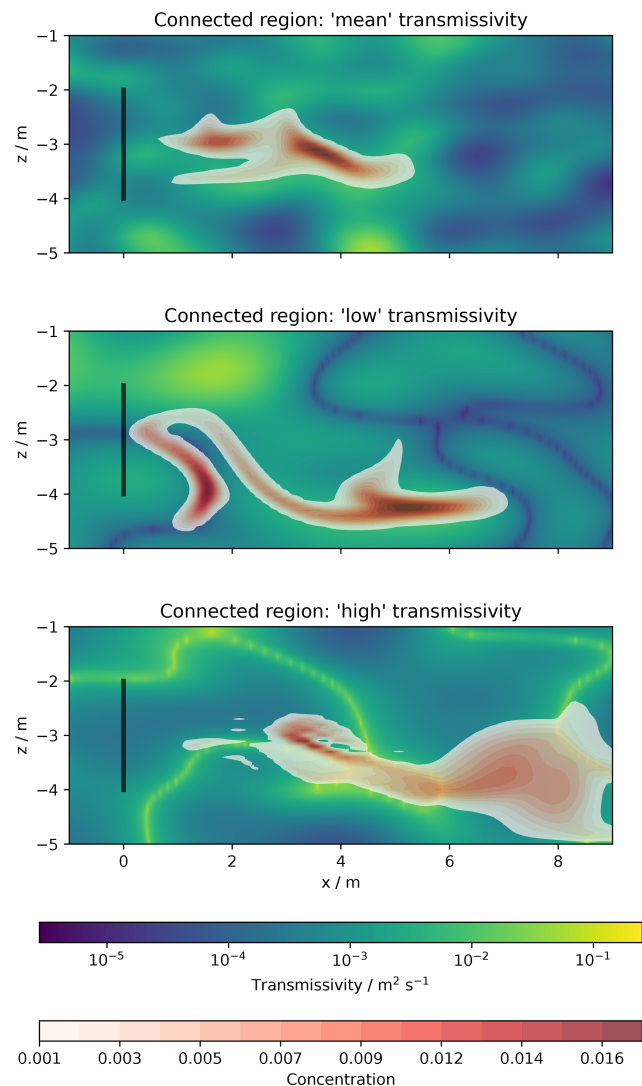 Connected region: 'mean' transmissivity
−1
−2
−3
−4
−5
z / m
Connected region: 'low' transmissivity
−1
−2
−3
−4
−5
z / m
Connected region: 'high' transmissivity
−1
−2
−3
−4
−5
z / m
0 2 4 6 8
x / m
10⁻⁵ 10⁻⁴ 10⁻³ 10⁻² 10⁻¹
Transmissivity / m² s⁻¹
0.001 0.003 0.005 0.007 0.009 0.012 0.014 0.016
Concentration